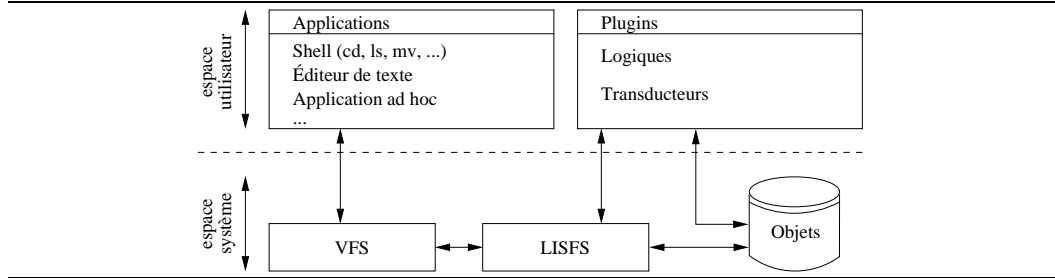 espace
utilisateur
Applications
Shell (cd, ls, mv, ...)
Éditeur de texte
Application ad hoc
...
Plugins
Logiques
Transducteurs
espace
système
VFS
LISFS
Objets